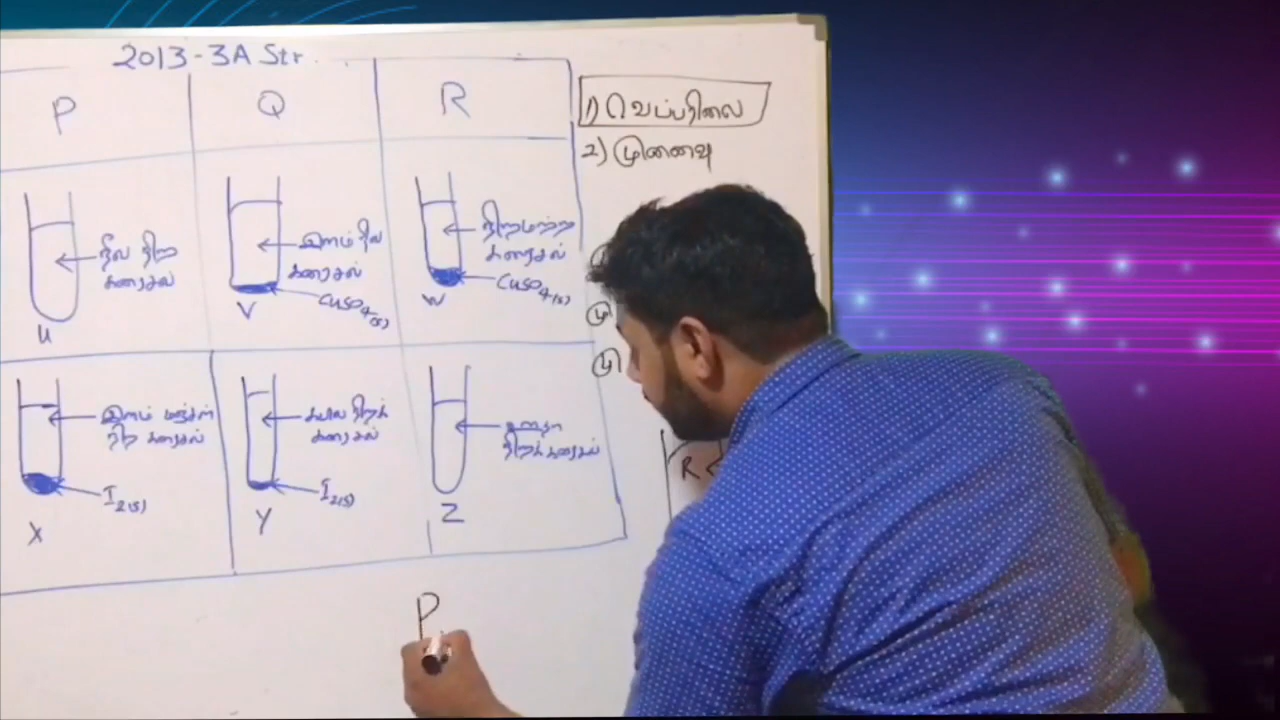 2013 - 3A Str.
P
Q
R
1) வெப்பநிலை
2) முனைவு
நீல நிற
கரைசல்
U
இளம் நீல
கரைசல்
CuSO4(s)
V
நிறமற்ற
கரைசல்
CuSO4(s)
W
இளம் மஞ்சள்
நிற கரைசல்
I2(s)
X
கபில நிறக்
கரைசல்
I2(s)
Y
ஊதா
நிறக் கரைசல்
Z
மு
மு
R <
P